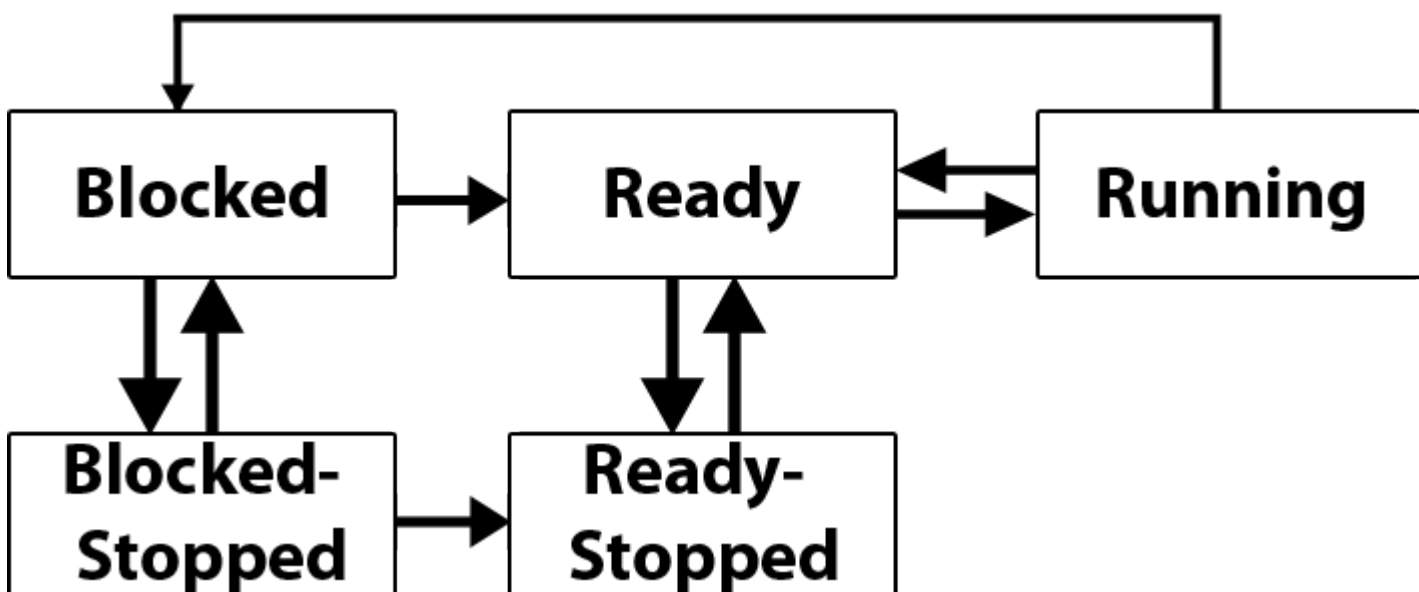 Blocked
Ready
Running
Blocked-
Stopped
Ready-
Stopped